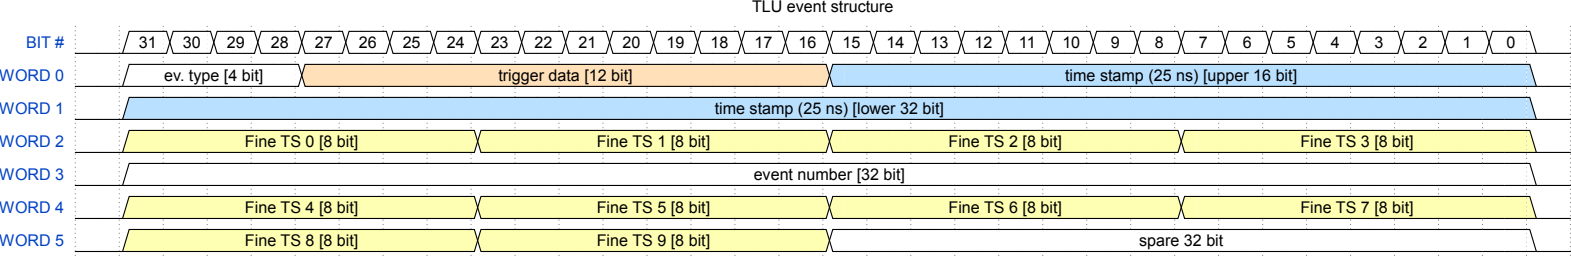 TLU event structure
BIT # 31 30 29 28 27 26 25 24 23 22 21 20 19 18 17 16 15 14 13 12 11 10 9 8 7 6 5 4 3 2 1 0
WORD 0 ev. type [4 bit] trigger data [12 bit] time stamp (25 ns) [upper 16 bit]
WORD 1 time stamp (25 ns) [lower 32 bit]
WORD 2 Fine TS 0 [8 bit] Fine TS 1 [8 bit] Fine TS 2 [8 bit] Fine TS 3 [8 bit]
WORD 3 event number [32 bit]
WORD 4 Fine TS 4 [8 bit] Fine TS 5 [8 bit] Fine TS 6 [8 bit] Fine TS 7 [8 bit]
WORD 5 Fine TS 8 [8 bit] Fine TS 9 [8 bit] spare 32 bit